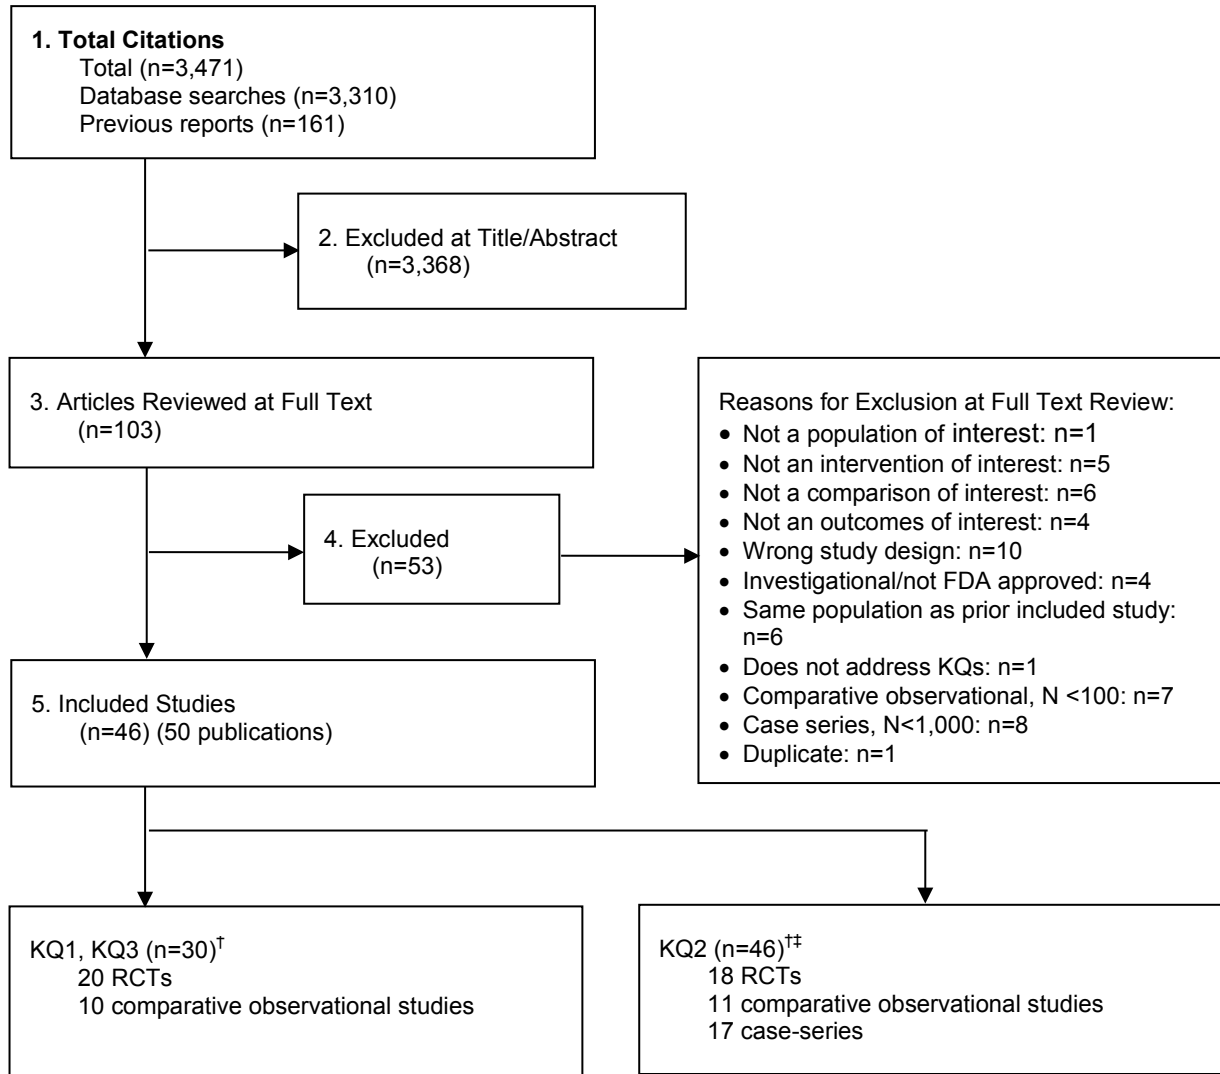 1. Total Citations
Total (n=3,471)
Database searches (n=3,310)
Previous reports (n=161)
2. Excluded at Title/Abstract
(n=3,368)
3. Articles Reviewed at Full Text
(n=103)
4. Excluded
(n=53)
Reasons for Exclusion at Full Text Review:
• Not a population of interest: n=1
• Not an intervention of interest: n=5
• Not a comparison of interest: n=6
• Not an outcomes of interest: n=4
• Wrong study design: n=10
• Investigational/not FDA approved: n=4
• Same population as prior included study:
n=6
• Does not address KQs: n=1
• Comparative observational, N <100: n=7
• Case series, N<1,000: n=8
• Duplicate: n=1
5. Included Studies
(n=46) (50 publications)
KQ1, KQ3 (n=30)†
20 RCTs
10 comparative observational studies
KQ2 (n=46)†‡
18 RCTs
11 comparative observational studies
17 case-series